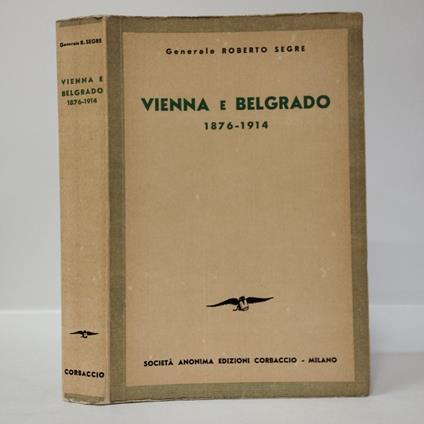 Generale R. SEGRE
VIENNA E
BELGRADO
1876-1914
CORBACCIO
Generale ROBERTO SEGRE
VIENNA E BELGRADO
1876-1914
SOCIETÀ ANONIMA EDIZIONI CORBACCIO - MILANO